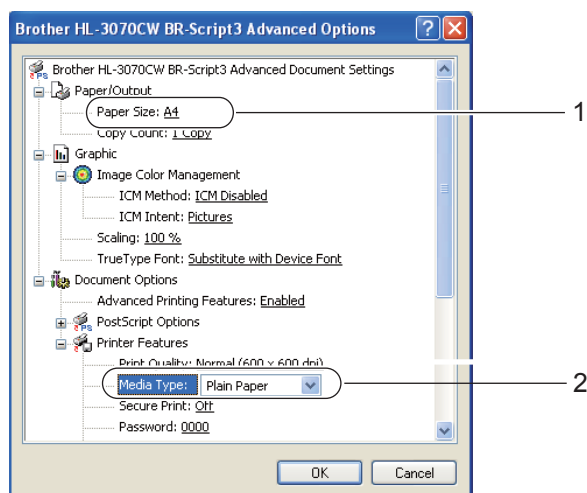 Brother HL-3070CW BR-Script3 Advanced Options
Brother HL-3070CW BR-Script3 Advanced Document Settings
Paper/Output
Paper Size: A4
1
Copy Count: 1 Copy
Graphic
Image Color Management
ICM Method: ICM Disabled
ICM Intent: Pictures
Scaling: 100 %
TrueType Font: Substitute with Device Font
Document Options
Advanced Printing Features: Enabled
PostScript Options
Printer Features
Print Quality: Normal (600 x 600 dpi)
Media Type: Plain Paper
2
Secure Print: Off
Password: 0000
OK
Cancel